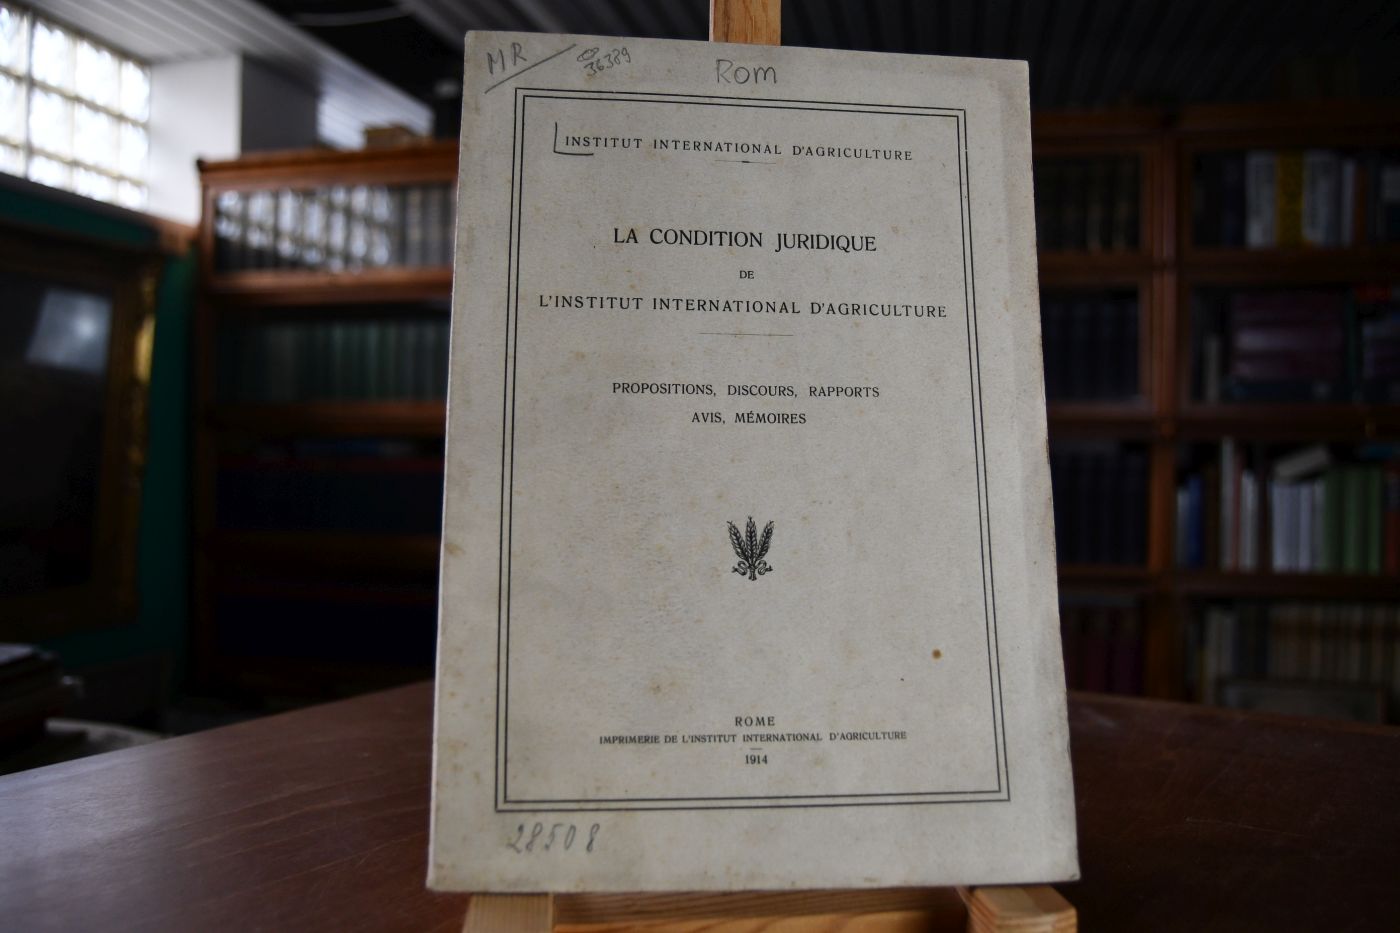 MR
36389
Rom
INSTITUT INTERNATIONAL D'AGRICULTURE
LA CONDITION JURIDIQUE
DE
L'INSTITUT INTERNATIONAL D'AGRICULTURE
PROPOSITIONS, DISCOURS, RAPPORTS
AVIS, MÉMOIRES
ROME
IMPRIMERIE DE L'INSTITUT INTERNATIONAL D'AGRICULTURE
1914
28508